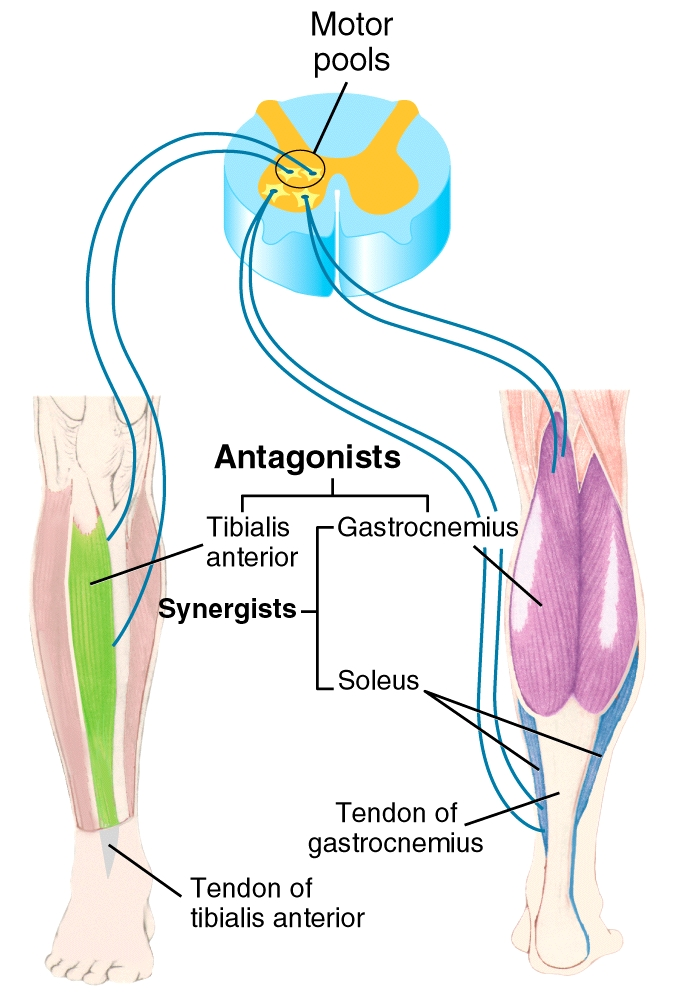 Motor
pools
Antagonists
Tibialis
anterior
Gastrocnemius
Synergists
Soleus
Tendon of
gastrocnemius
Tendon of
tibialis anterior